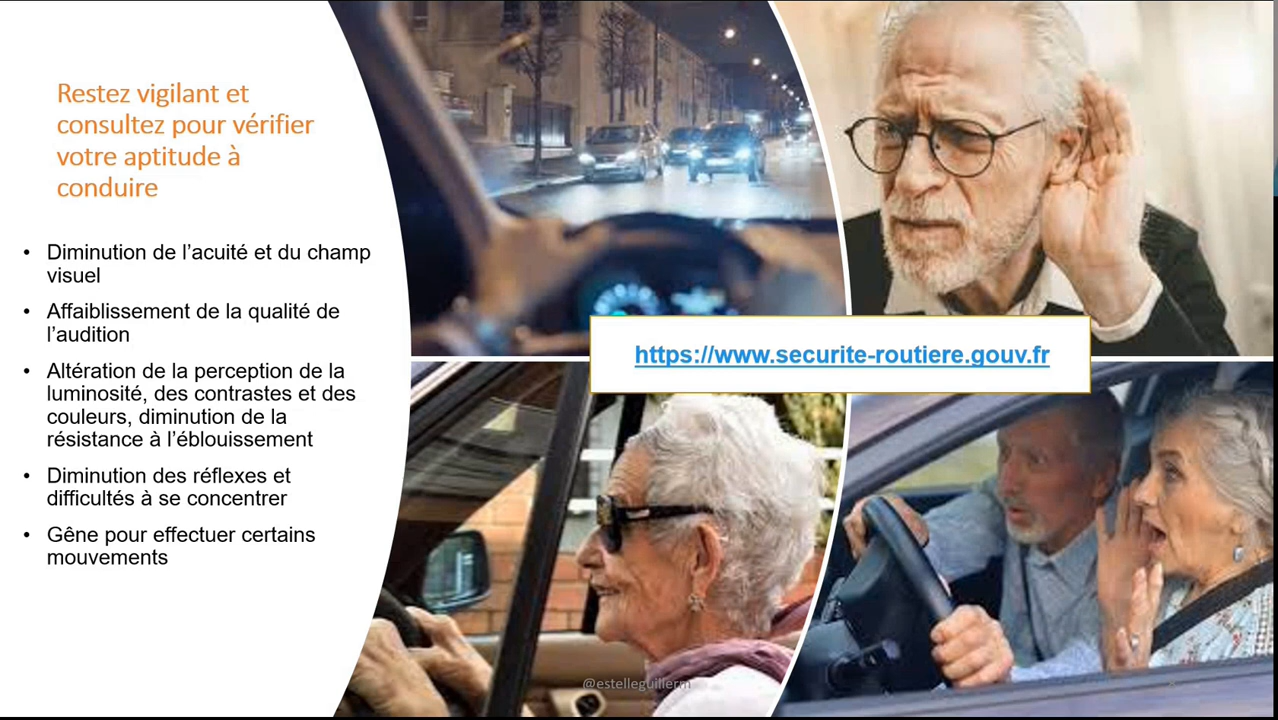 Restez vigilant et
consultez pour vérifier
votre aptitude à
conduire
• Diminution de l’acuité et du champ
visuel
• Affaiblissement de la qualité de
l’audition
• Altération de la perception de la
luminosité, des contrastes et des
couleurs, diminution de la
résistance à l’éblouissement
• Diminution des réflexes et
difficultés à se concentrer
• Gêne pour effectuer certains
mouvements
https://www.securite-routiere.gouv.fr
@estelleguillerm